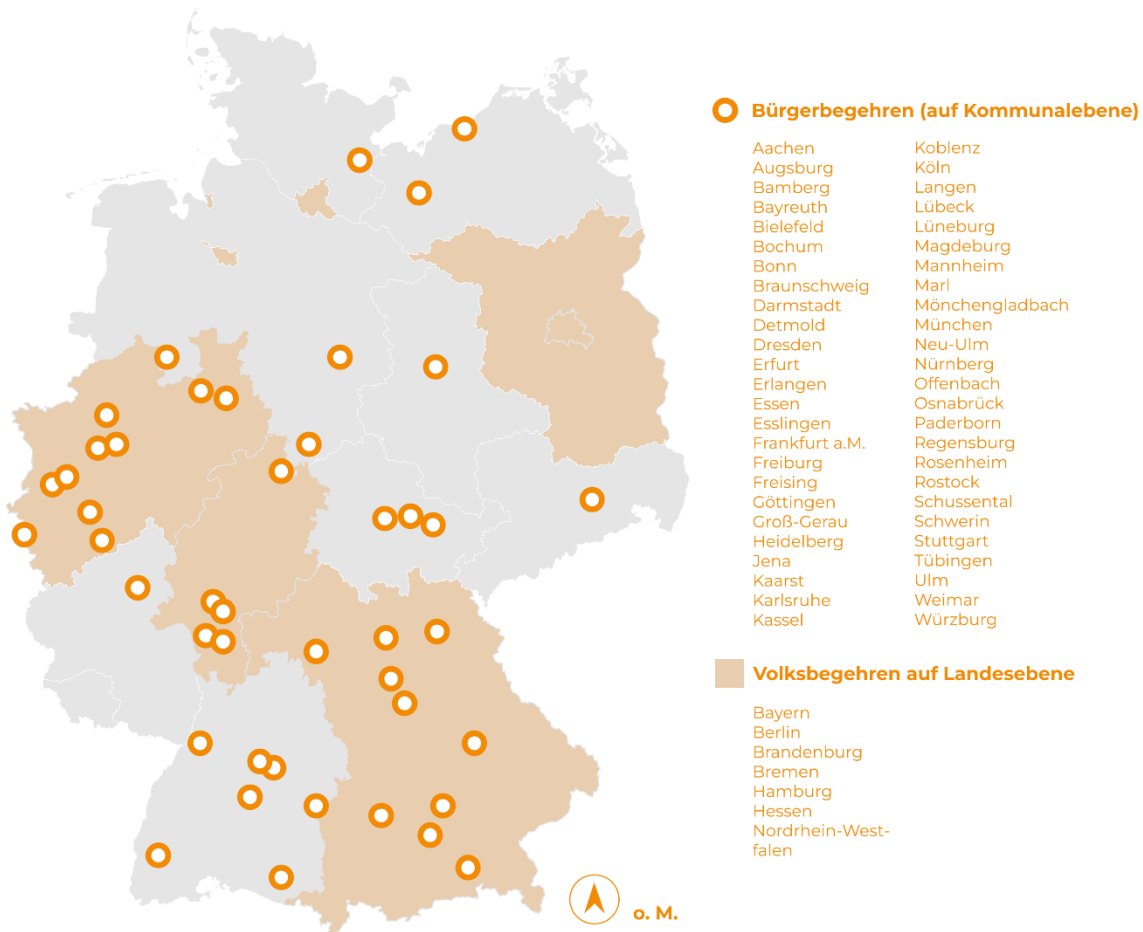 Bürgerbegehren (auf Kommunalebene)
Aachen
Augsburg
Bamberg
Bayreuth
Bielefeld
Bochum
Bonn
Braunschweig
Darmstadt
Detmold
Dresden
Erfurt
Erlangen
Essen
Esslingen
Frankfurt a.M.
Freiburg
Freising
Göttingen
Groß-Gerau
Heidelberg
Jena
Kaarst
Karlsruhe
Kassel
Koblenz
Köln
Langen
Lübeck
Lüneburg
Magdeburg
Mannheim
Marl
Mönchengladbach
München
Neu-Ulm
Nürnberg
Offenbach
Osnabrück
Paderborn
Regensburg
Rosenheim
Rostock
Schussental
Schwerin
Stuttgart
Tübingen
Ulm
Weimar
Würzburg
Volksbegehren auf Landesebene
Bayern
Berlin
Brandenburg
Bremen
Hamburg
Hessen
Nordrhein-West-
falen
o. M.